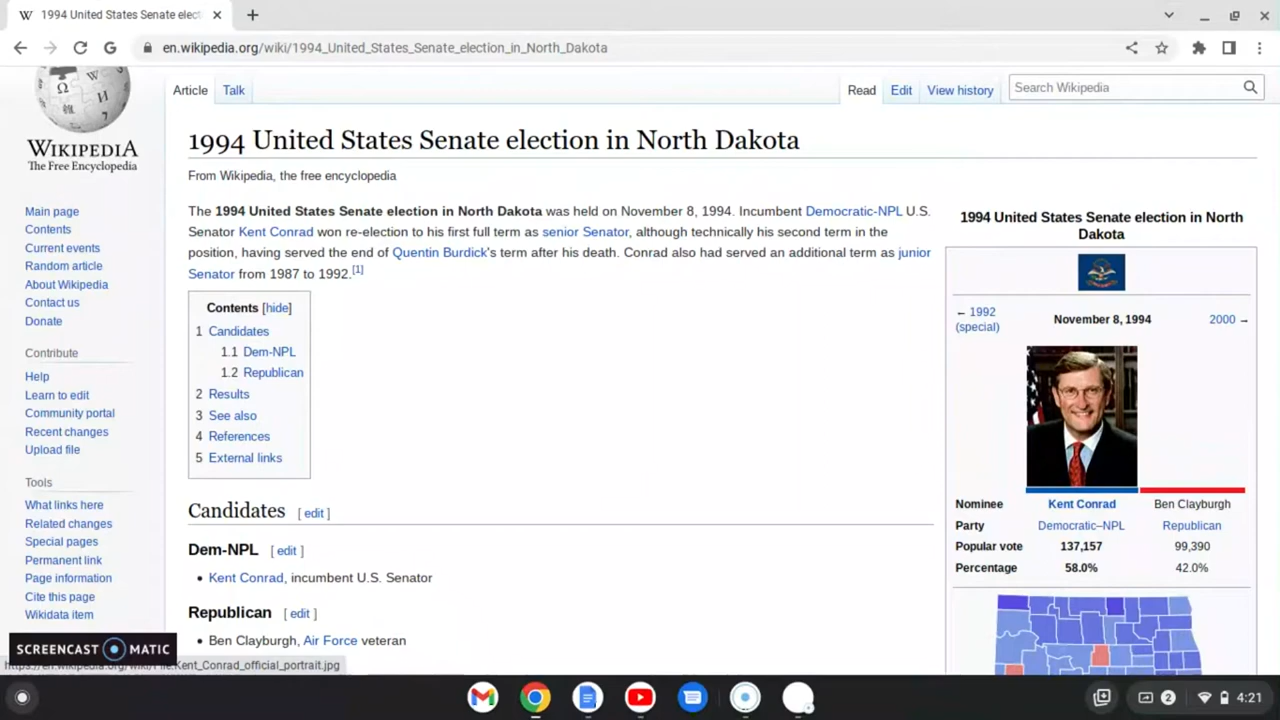 1994 United States Senate elect
en.wikipedia.org/wiki/1994_United_States_Senate_election_in_North_Dakota
Article
Talk
Read
Edit
View history
Search Wikipedia
WIKIPEDIA
The Free Encyclopedia
1994 United States Senate election in North Dakota
From Wikipedia, the free encyclopedia
Main page
Contents
Current events
Random article
About Wikipedia
Contact us
Donate
Contribute
Help
Learn to edit
Community portal
Recent changes
Upload file
Tools
What links here
Related changes
Special pages
Permanent link
Page information
Cite this page
Wikidata item
The 1994 United States Senate election in North Dakota was held on November 8, 1994. Incumbent Democratic-NPL U.S.
Senator Kent Conrad won re-election to his first full term as senior Senator, although technically his second term in the
position, having served the end of Quentin Burdick's term after his death. Conrad also had served an additional term as junior
Senator from 1987 to 1992.[1]
Contents [hide]
1 Candidates
1.1 Dem-NPL
1.2 Republican
2 Results
3 See also
4 References
5 External links
Candidates [ edit ]
Dem-NPL [ edit ]
• Kent Conrad, incumbent U.S. Senator
Republican [ edit ]
• Ben Clayburgh, Air Force veteran
1994 United States Senate election in North
Dakota
← 1992
(special)
November 8, 1994
2000 →
Nominee Kent Conrad Ben Clayburgh
Party Democratic–NPL Republican
Popular vote 137,157 99,390
Percentage 58.0% 42.0%
SCREENCAST MATIC
https://en.wikipedia.org/wiki/File:Kent_Conrad_official_portrait.jpg
2
4:21